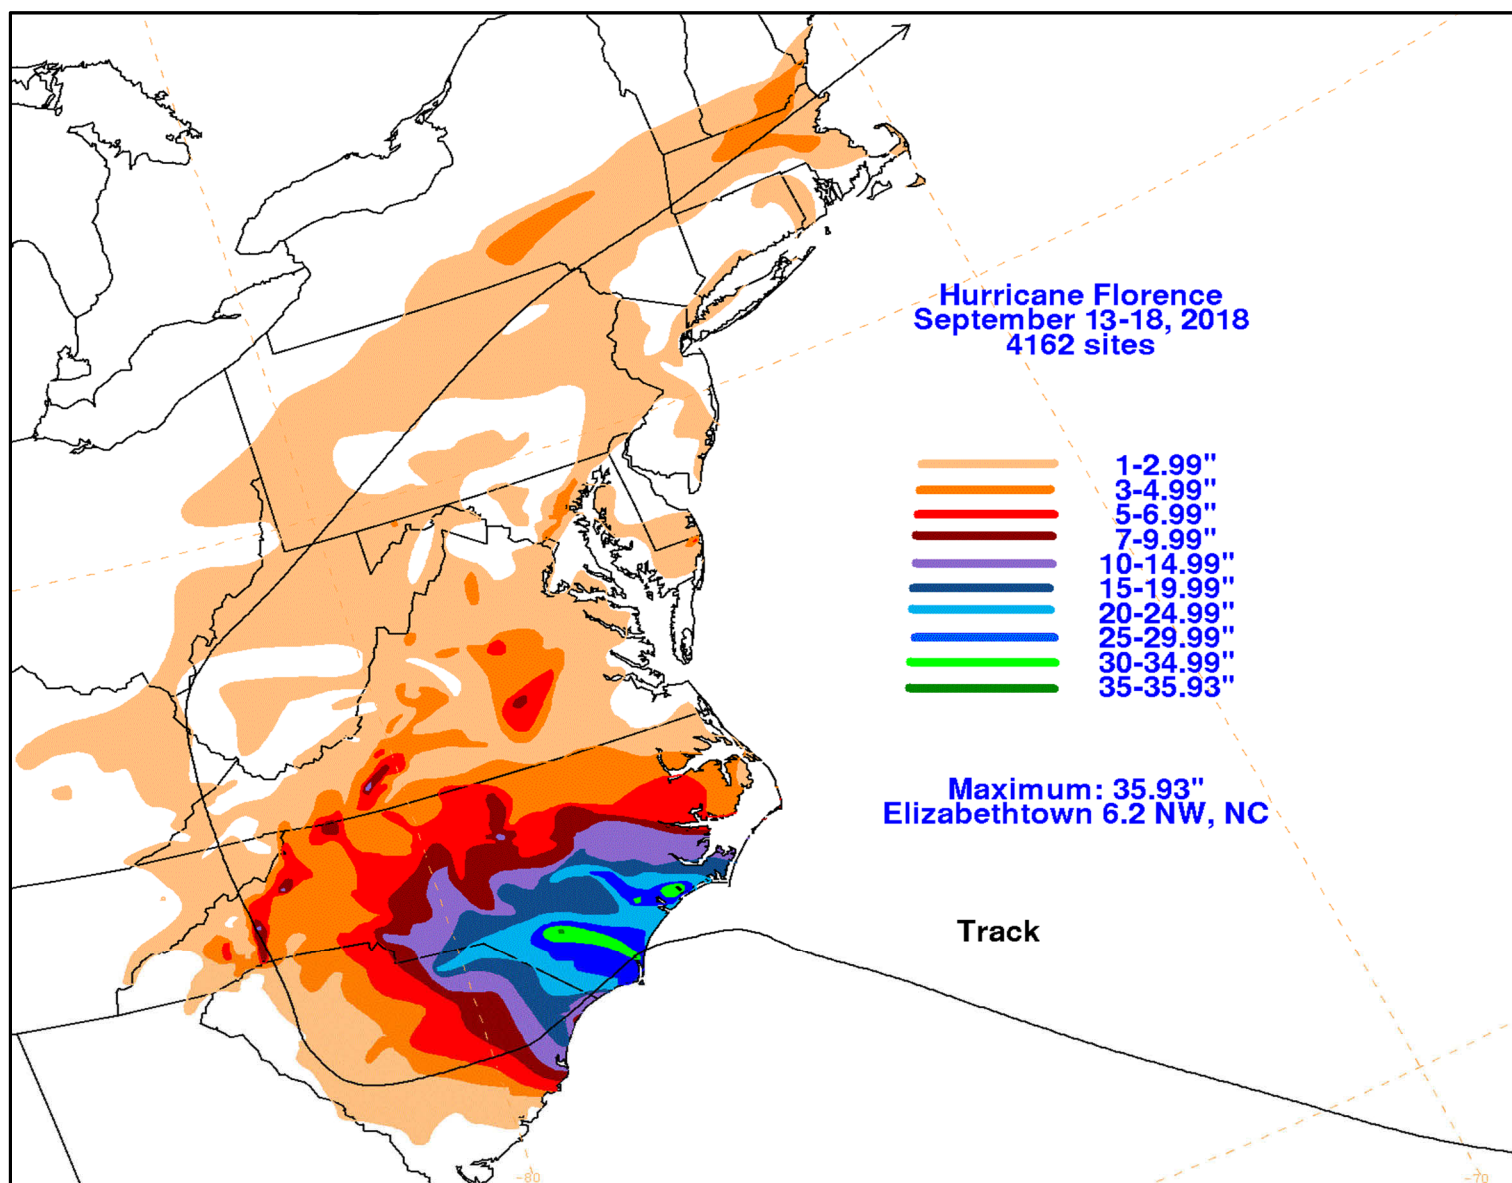 Hurricane Florence
September 13-18, 2018
4162 sites
1-2.99"
3-4.99"
5-6.99"
7-9.99"
10-14.99"
15-19.99"
20-24.99"
25-29.99"
30-34.99"
35-35.93"
Maximum: 35.93"
Elizabethtown 6.2 NW, NC
Track
-80
-70